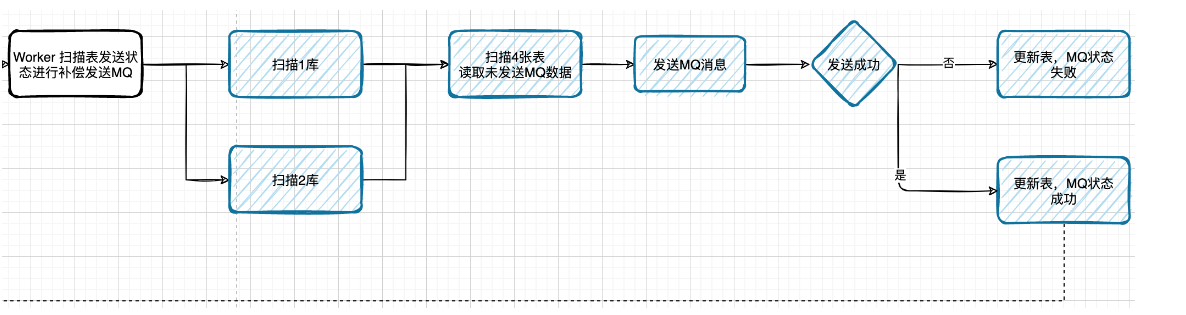 Worker 扫描表发送状
态进行补偿发送MQ
扫描1库
扫描4张表
读取未发送MQ数据
发送MQ消息
发送成功
否
更新表，MQ状态
失败
扫描2库
是
更新表，MQ状态
成功